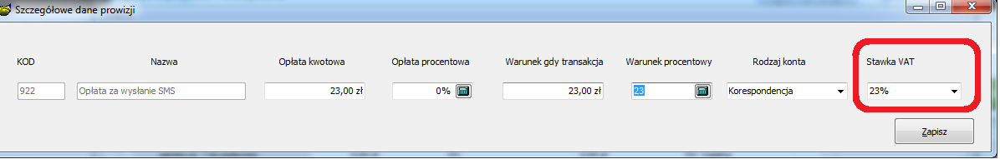 Szczegółowe dane prowizji
KOD Nazwa Opłata kwotowa Opłata procentowa Warunek gdy transakcja Warunek procentowy Rodzaj konta Stawka VAT
922 Opłata za wysłanie SMS 23,00 zł 0% 23,00 zł 23 Korespondencja 23%
Zapisz